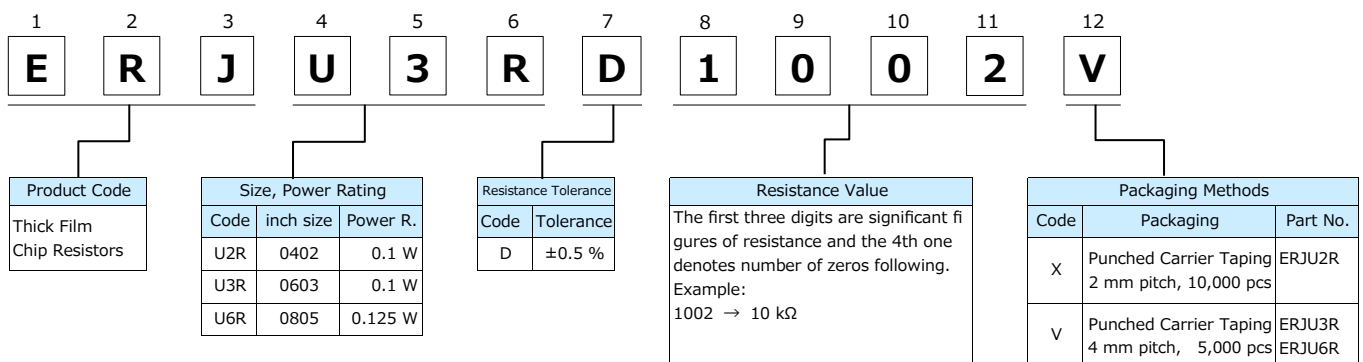 1 2 3 4 5 6 7 8 9 10 11 12
E R J U 3 R D 1 0 0 2 V
Product Code
Thick Film
Chip Resistors
Size, Power Rating
Code inch size Power R.
U2R 0402 0.1 W
U3R 0603 0.1 W
U6R 0805 0.125 W
Resistance Tolerance
Code Tolerance
D ±0.5 %
Resistance Value
The first three digits are significant fi
gures of resistance and the 4th one
denotes number of zeros following.
Example:
1002 → 10 kΩ
Packaging Methods
Code Packaging Part No.
X Punched Carrier Taping ERJU2R
2 mm pitch, 10,000 pcs
V Punched Carrier Taping ERJU3R
4 mm pitch, 5,000 pcs ERJU6R